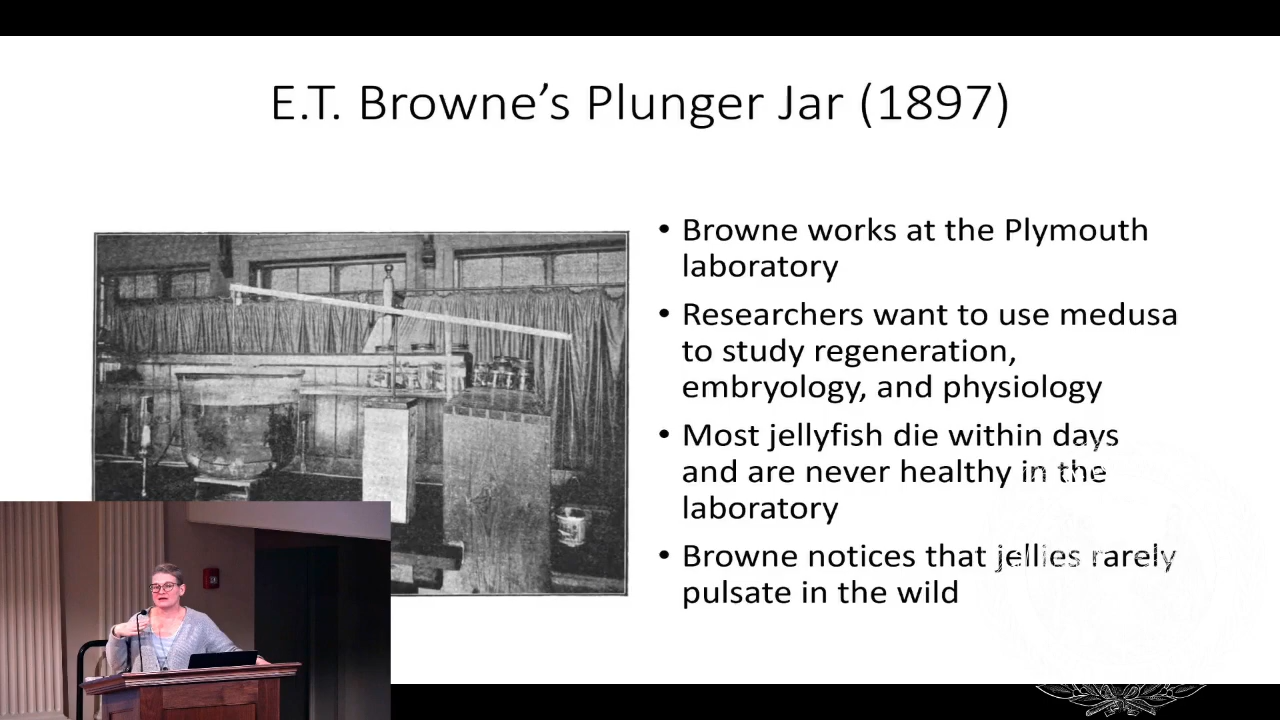 E.T. Browne’s Plunger Jar (1897)
• Browne works at the Plymouth
laboratory
• Researchers want to use medusa
to study regeneration,
embryology, and physiology
• Most jellyfish die within days
and are never healthy in the
laboratory
• Browne notices that jellies rarely
pulsate in the wild